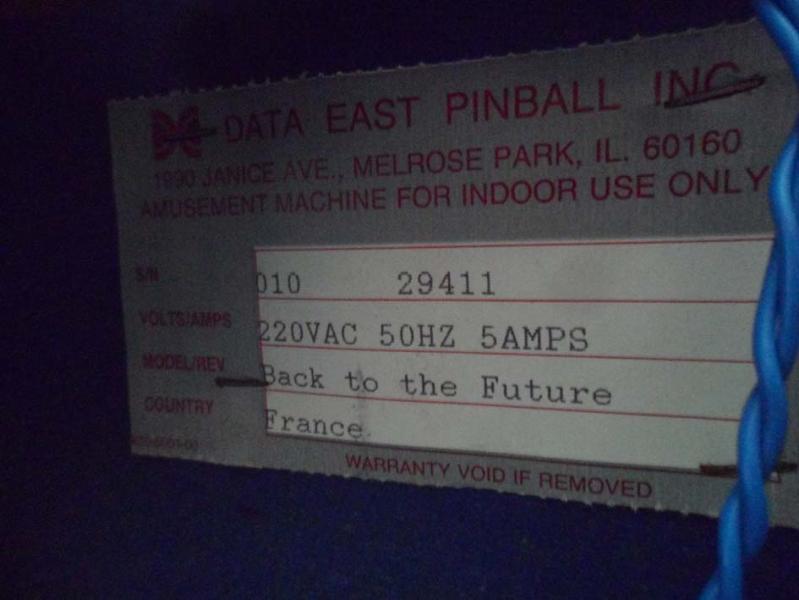 DATA EAST PINBALL INC
1990 JANICE AVE., MELROSE PARK, IL. 60160
AMUSEMENT MACHINE FOR INDOOR USE ONLY
S/N 010 29411
VOLTS/AMPS 220VAC 50HZ 5AMPS
MODEL/REV Back to the Future
COUNTRY France
WARRANTY VOID IF REMOVED